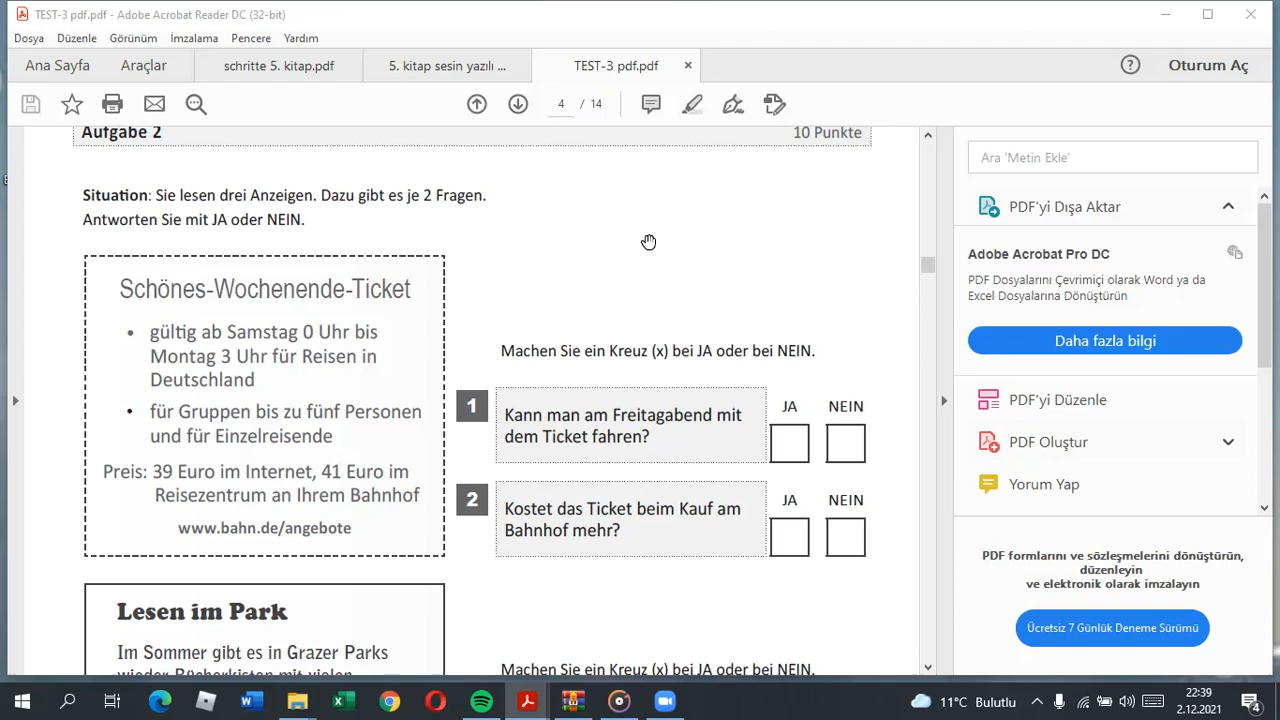 TEST-3 pdf.pdf - Adobe Acrobat Reader DC (32-bit)
Dosya Düzenle Görünüm İmzalama Pencere Yardım
Ana Sayfa Araçlar schritte 5. kitap.pdf 5. kitap sesin yazılı ... TEST-3 pdf.pdf × Oturum Aç
4 / 14
Aufgabe 2 10 Punkte
Situation: Sie lesen drei Anzeigen. Dazu gibt es je 2 Fragen.
Antworten Sie mit JA oder NEIN.
Schönes-Wochenende-Ticket
• gültig ab Samstag 0 Uhr bis
Montag 3 Uhr für Reisen in
Deutschland
• für Gruppen bis zu fünf Personen
und für Einzelreisende
Preis: 39 Euro im Internet, 41 Euro im
Reisezentrum an Ihrem Bahnhof
www.bahn.de/angebote
Machen Sie ein Kreuz (x) bei JA oder bei NEIN.
1 Kann man am Freitagabend mit
dem Ticket fahren?
JA NEIN
2 Kostet das Ticket beim Kauf am
Bahnhof mehr?
JA NEIN
Lesen im Park
Im Sommer gibt es in Grazer Parks
wieder Bücherkisten mit vielen
Machen Sie ein Kreuz (x) bei JA oder bei NEIN.
Ara 'Metin Ekle'
PDF'yi Dışa Aktar
Adobe Acrobat Pro DC
PDF Dosyalarını Çevrimiçi olarak Word ya da
Excel Dosyalarına Dönüştürün
Daha fazla bilgi
PDF'yi Düzenle
PDF Oluştur
Yorum Yap
PDF formlarını ve sözleşmelerini dönüştürün,
düzenleyin
ve elektronik olarak imzalayın
Ücretsiz 7 Günlük Deneme Sürümü
11°C Bulutlu
22:39
2.12.2021
4